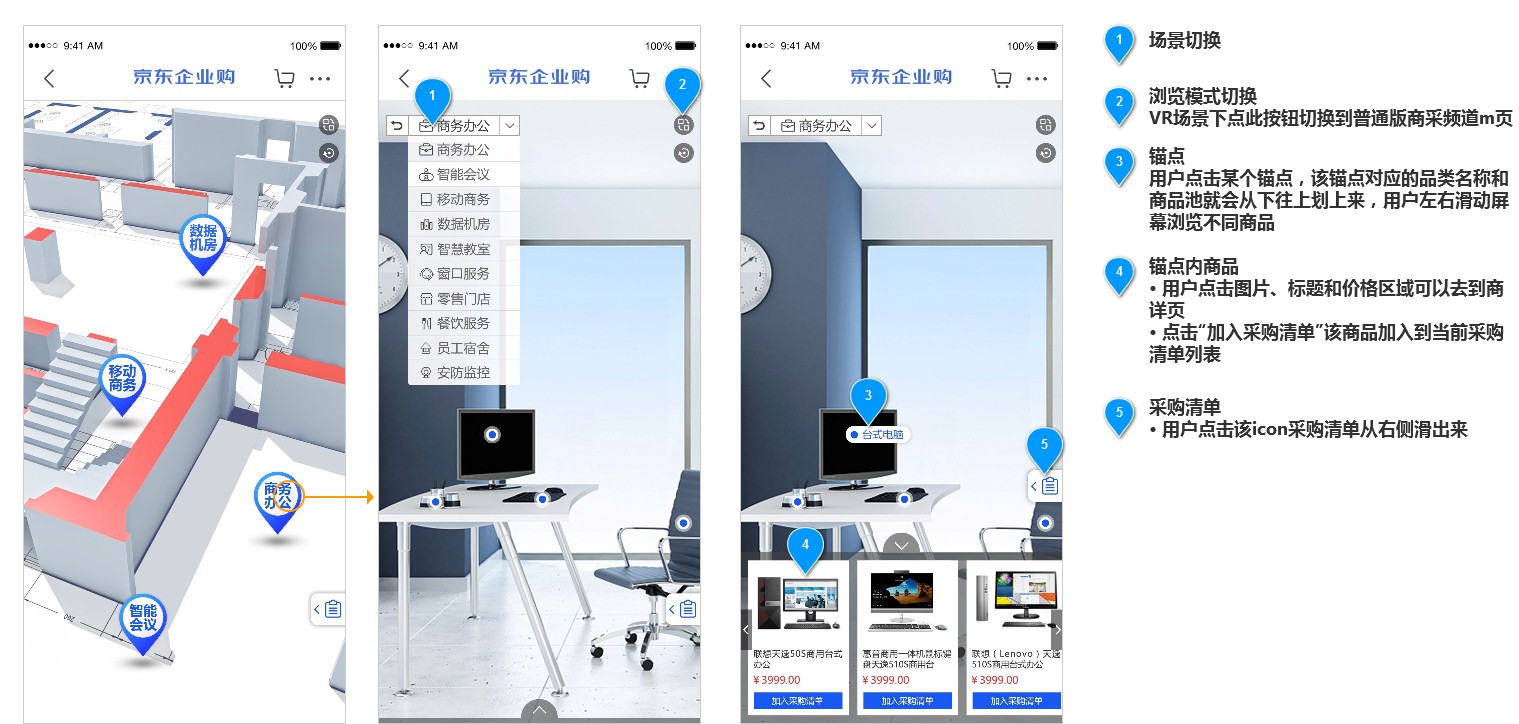 9:41 AM
100%
京东企业购
数据
机房
移动
商务
商务
办公
智能
会议
9:41 AM
100%
京东企业购
1
2
商务办公
商务办公
智能会议
移动商务
数据机房
智慧教室
窗口服务
零售门店
餐饮服务
员工宿舍
安防监控
9:41 AM
100%
京东企业购
商务办公
3
台式电脑
5
4
联想天逸50S商用台式
办公
¥3999.00
加入采购清单
惠普商用一体机鼠标键
盘天逸510S商用台
¥3999.00
加入采购清单
联想（Lenovo）天逸
510S商用台式办公
¥3999.00
加入采购清单
1
场景切换
2
浏览模式切换
VR场景下点此按钮切换到普通版商采频道m页
3
锚点
用户点击某个锚点，该锚点对应的品类名称和
商品池就会从下往上划上来，用户左右滑动屏
幕浏览不同商品
4
锚点内商品
• 用户点击图片、标题和价格区域可以去到商
详页
• 点击“加入采购清单”该商品加入到当前采购
清单列表
5
采购清单
• 用户点击该icon采购清单从右侧滑出来